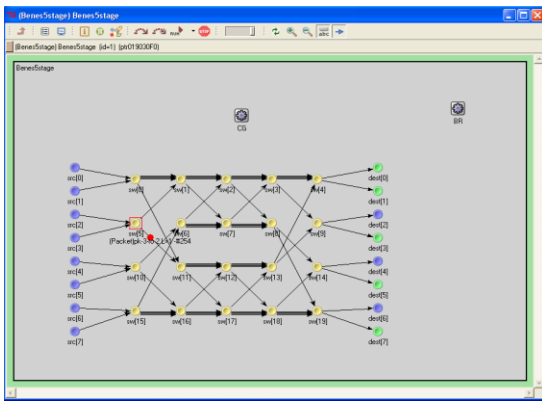 (Benes5stage) Benes5stage
(Benes5stage) Benes5stage (id=1) (ptr019030F0)
Benes5stage
CG
BR
src[0]
sw[0]
sw[1]
sw[2]
sw[3]
sw[4]
dest[0]
src[1]
dest[1]
src[2]
sw[5]
sw[6]
sw[7]
sw[8]
sw[9]
dest[2]
src[3]
dest[3]
src[4]
sw[10]
sw[11]
sw[12]
sw[13]
sw[14]
dest[4]
src[5]
dest[5]
src[6]
sw[15]
sw[16]
sw[17]
sw[18]
sw[19]
dest[6]
src[7]
dest[7]